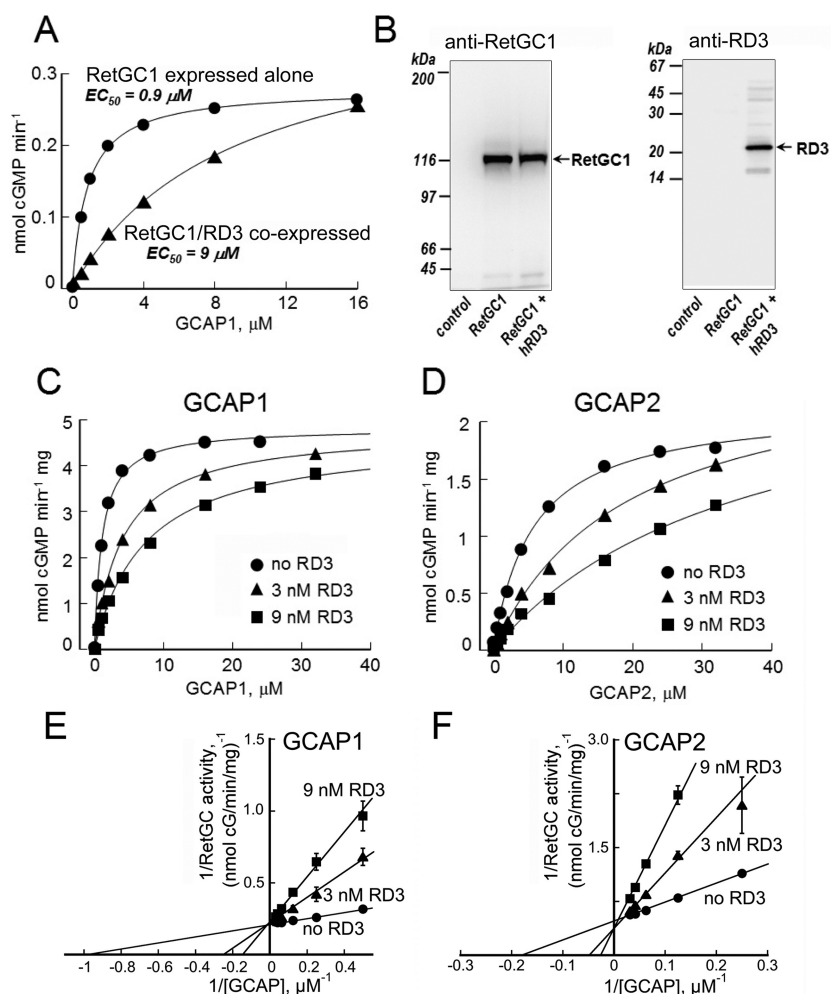 A
RetGC1 expressed alone
EC50 = 0.9 µM
0.3
0.2
0.1
0
nmol cGMP min-1
RetGC1/RD3 co-expressed
EC50 = 9 µM
0 4 8 12 16
GCAP1, µM
B
anti-RetGC1
kDa
200
116
97
66
45
RetGC1
control
RetGC1
RetGC1 +
hRD3
anti-RD3
kDa
67
45
30
20
14
RD3
control
RetGC1
RetGC1 +
hRD3
C
GCAP1
nmol cGMP min-1 mg
5
4
3
2
4
1
0
no RD3
3 nM RD3
9 nM RD3
0 10 20 30 40
GCAP1, µM
D
GCAP2
nmol cGMP min-1 mg
2
1.5
1
0.5
0
no RD3
3 nM RD3
9 nM RD3
0 10 20 30 40
GCAP2, µM
E
GCAP1
1/RetGC activity,
(nmol cG/min/mg)-1
1.5
1.0
0.5
9 nM RD3
3 nM RD3
no RD3
-1 -0.8 -0.6 -0.4 -0.2 0 0.2 0.4
1/[GCAP], µM-1
F
GCAP2
1/RetGC activity,
(nmol cG/min/mg)-1
3.0
1.5
9 nM RD3
3 nM RD3
no RD3
-0.3 -0.2 -0.1 0 0.1 0.2 0.3
1/[GCAP], µM-1